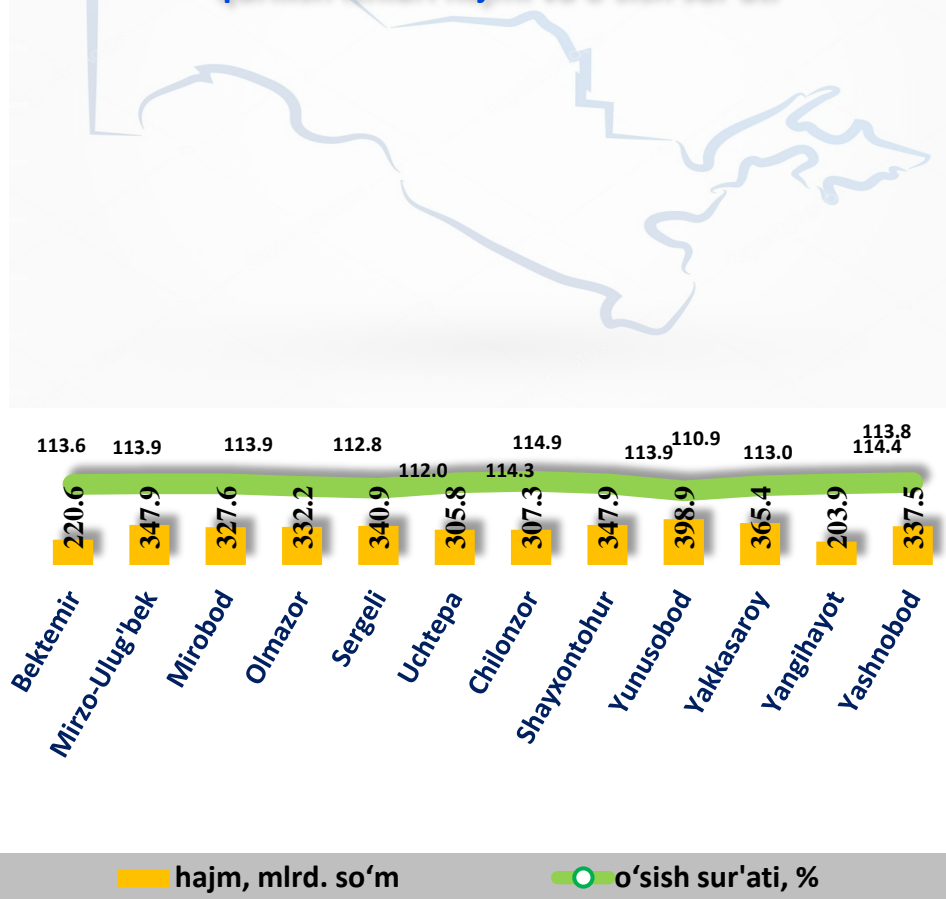 113.6 113.9 113.9 112.8 112.0 114.3 114.9 113.9 110.9 113.0 114.4 113.8
220.6 347.9 327.6 332.2 340.9 305.8 307.3 347.9 398.9 365.4 203.9 337.5
Bektemir
Mirzo-Ulug'bek
Mirobod
Olmazor
Sergeli
Uchtepa
Chilonzor
Shayxontohur
Yunusobod
Yakkasaroy
Yangihayot
Yashnobod
hajm, mlrd. so‘m
o‘sish sur'ati, %